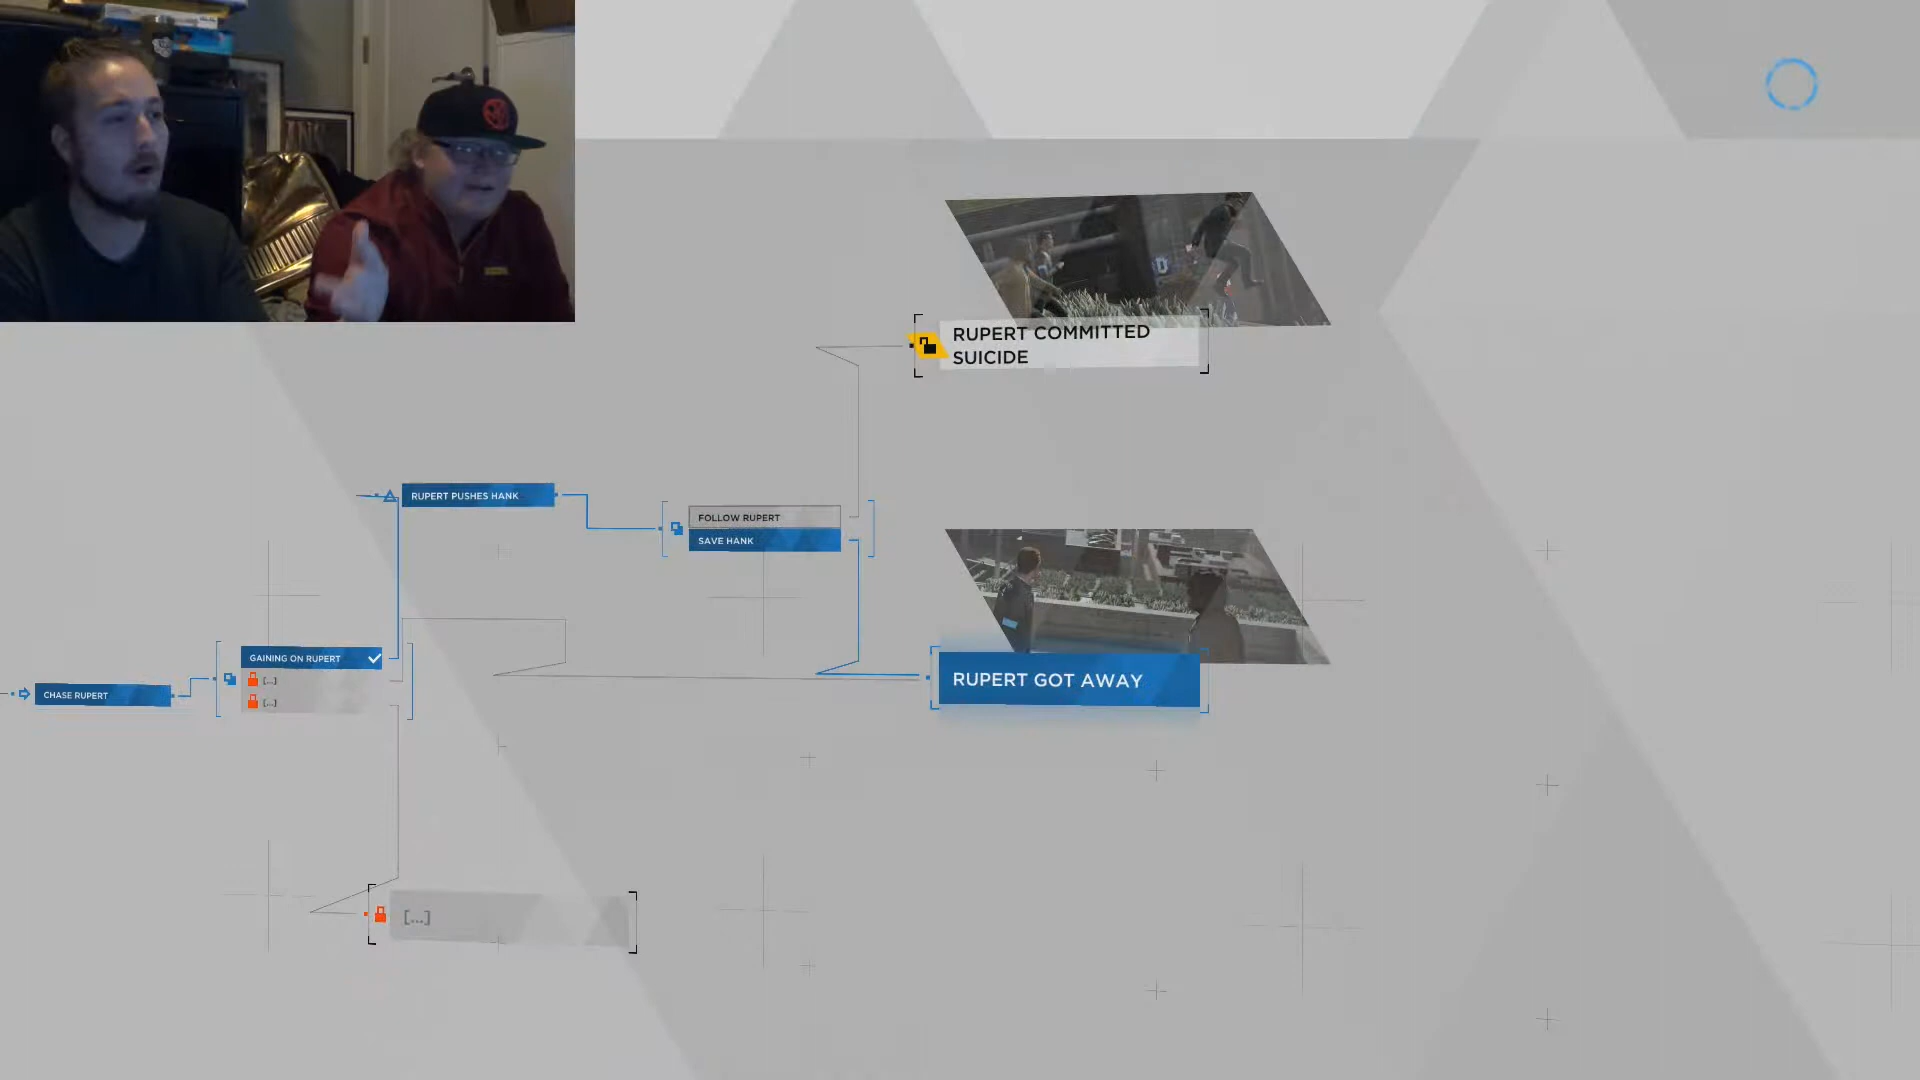 RUPERT COMMITTED
SUICIDE
RUPERT PUSHES HANK
FOLLOW RUPERT
SAVE HANK
GAINING ON RUPERT
[...]
[...]
CHASE RUPERT
RUPERT GOT AWAY
[...]